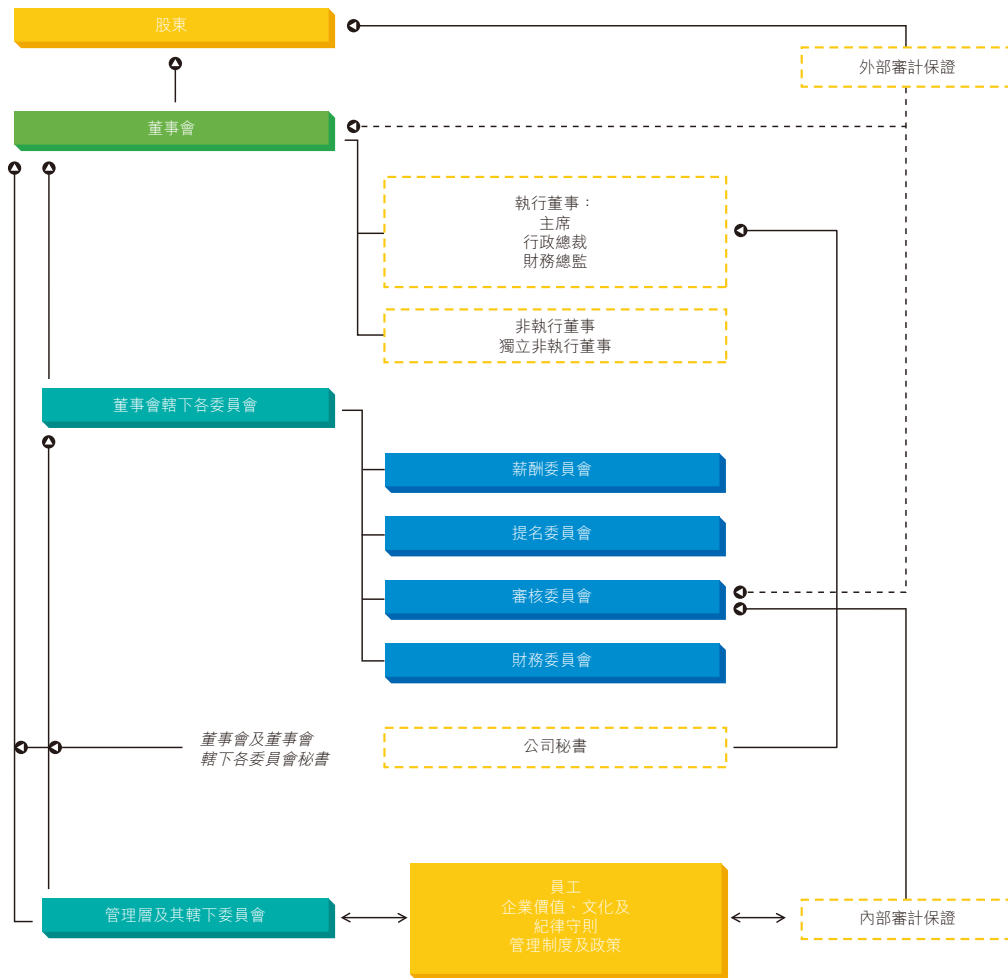 股東
外部審計保證
董事會
執行董事：
主席
行政總裁
財務總監
非執行董事
獨立非執行董事
董事會轄下各委員會
薪酬委員會
提名委員會
審核委員會
財務委員會
董事會及董事會
轄下各委員會秘書
公司秘書
管理層及其轄下委員會
員工
企業價值、文化及
紀律守則
管理制度及政策
內部審計保證